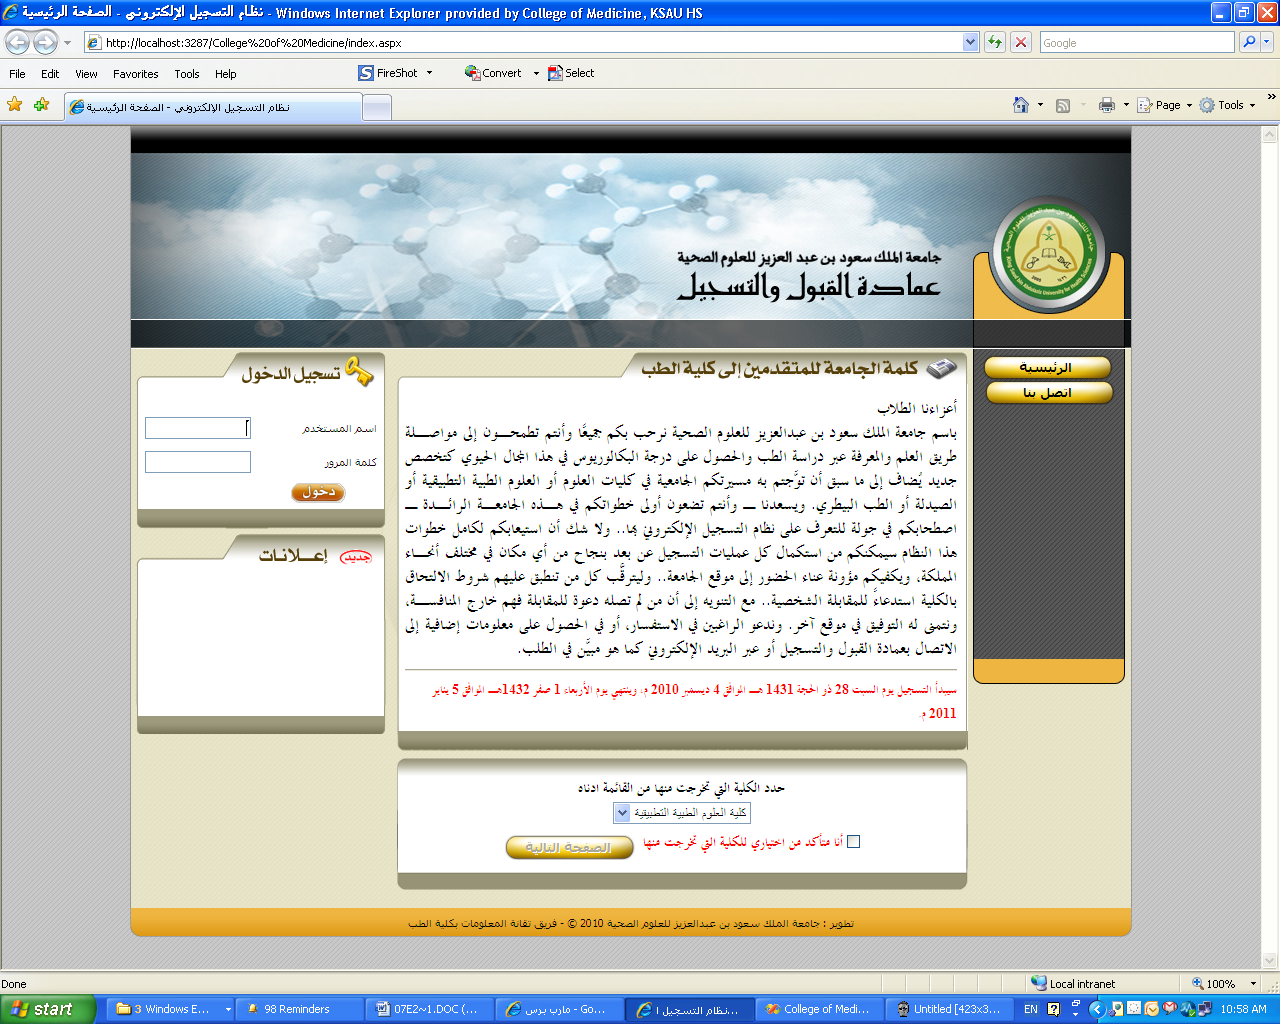 نظام التسجيل الإلكتروني - الصفحة الرئيسية - Windows Internet Explorer provided by College of Medicine, KSAU HS
http://localhost:3287/College%20of%20Medicine/index.aspx
Google
File Edit View Favorites Tools Help
FireShot Convert Select
نظام التسجيل الإلكتروني - الصفحة الرئيسية
Page Tools
جامعة الملك سعود بن عبد العزيز للعلوم الصحية
عمادة القبول والتسجيل
الرئيسية
اتصل بنا
كلمة الجامعة للمتقدمين إلى كلية الطب
أعزاءنا الطلاب
باسم جامعة الملك سعود بن عبدالعزيز للعلوم الصحية نرحب بكم جميعًا وأنتم تطمحــون إلى مواصـــلة
طريق العلم والمعرفة عبر دراسة الطب والحصول على درجة البكالوريوس في هذا المجال الحيوي كتخصص
جديد يُضاف إلى ما سبق أن توَّجتم به مسيرتكم الجامعية في كليات العلوم أو العلوم الطبية التطبيقية أو
الصيدلة أو الطب البيطري. ويسعدنا ــ وأنتم تضعون أولى خطواتكم في هـــذه الجامعــة الرائــدة ــ
اصطحابكم في جولة للتعرف على نظام التسجيل الإلكتروني بها.. ولا شك أن استيعابكم لكامل خطوات
هذا النظام سيمكنكم من استكمال كل عمليات التسجيل عن بعد بنجاح من أي مكان في مختلف أنحــاء
المملكة، ويكفيكم مؤونة عناء الحضور إلى موقع الجامعة.. وليترقَّب كل من تنطبق عليهم شروط الالتحاق
بالكلية استدعاءً للمقابلة الشخصية.. مع التنويه إلى أن من لم تصله دعوة للمقابلة فهم خارج المنافســـة،
ونتمنى له التوفيق في موقع آخر. وندعو الراغبين في الاستفسار، أو في الحصول على معلومات إضافية إلى
الاتصال بعمادة القبول والتسجيل أو عبر البريد الإلكتروني كما هو مبيَّن في الطلب.
سيبدأ التسجيل يوم السبت 28 ذو الحجة 1431 هــ الموافق 4 ديسمبر 2010 م، وينتهي يوم الأربعاء 1 صفر 1432هــ الموافق 5 يناير
2011 م.
تسجيل الدخول
اسم المستخدم
كلمة المرور
دخول
جديد إعـــلانـات
حدد الكلية التي تخرجت منها من القائمة ادناه
كلية العلوم الطبية التطبيقية
أنا متأكد من اختياري للكلية التي تخرجت منها
الصفحة التالية
تطوير : جامعة الملك سعود بن عبدالعزيز للعلوم الصحية 2010 © - فريق تقانة المعلومات بكلية الطب
Done Local intranet 100%
start 3 Windows E... 98 Reminders 07E2~1.DOC (... مارب برس - Go... نظام التسجيل ا... College of Medi... Untitled [423x3... EN 10:58 AM